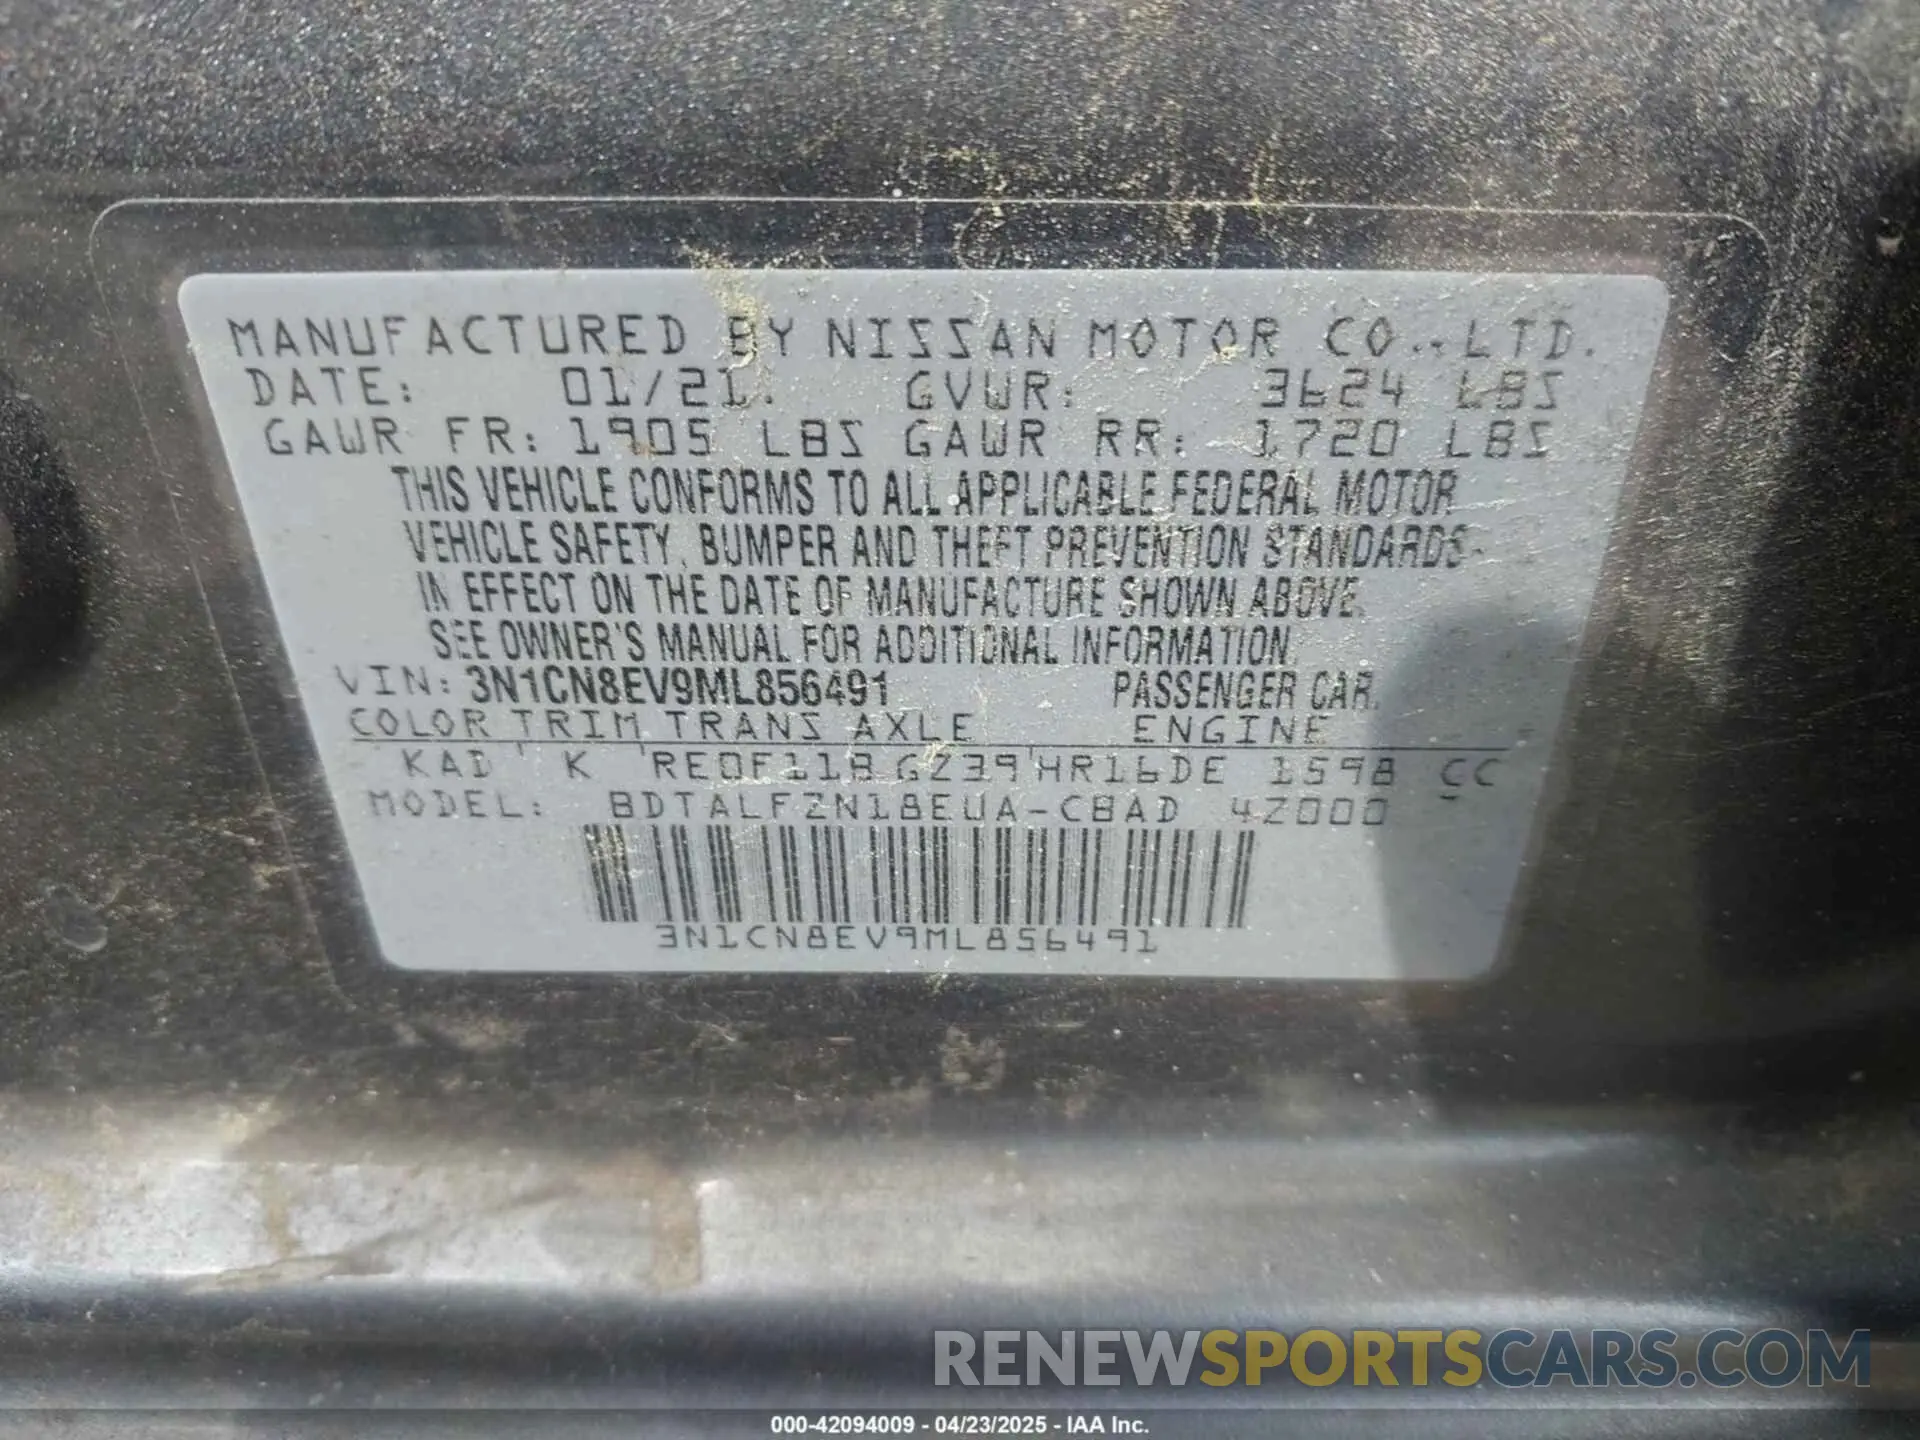 MANUFACTURED BY NISSAN MOTOR CO., LTD.
DATE: 01/21. GVWR: 3624 LBS
GAWR FR: 1905 LBS GAWR RR: 1720 LBS
THIS VEHICLE CONFORMS TO ALL APPLICABLE FEDERAL MOTOR
VEHICLE SAFETY, BUMPER AND THEFT PREVENTION STANDARDS
IN EFFECT ON THE DATE OF MANUFACTURE SHOWN ABOVE.
SEE OWNER'S MANUAL FOR ADDITIONAL INFORMATION.
VIN: 3N1CN8EV9ML856491 PASSENGER CAR.
COLOR TRIM TRANS AXLE ENGINE
KAD K RE0F11B GZ39 HR16DE 1598 CC
MODEL: BDTALFZN18EUA-CBAD 4Z000
3N1CN8EV9ML856491
RENEWSPORTSCARS.COM
000-42094009 - 04/23/2025 - IAA Inc.